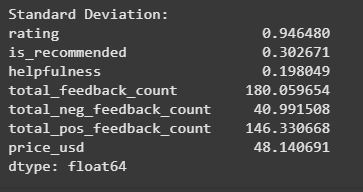 Standard Deviation:
rating 0.946480
is_recommended 0.302671
helpfulness 0.198049
total_feedback_count 180.059654
total_neg_feedback_count 40.991508
total_pos_feedback_count 146.330668
price_usd 48.140691
dtype: float64